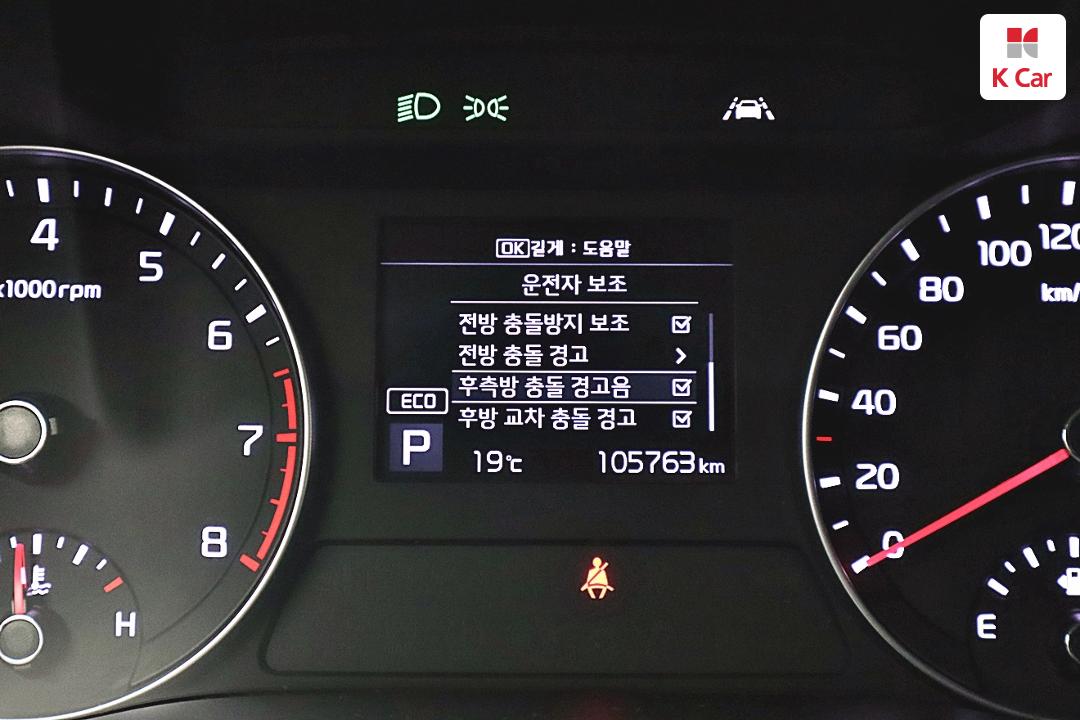 K Car
4
5
x1000rpm
6
7
8
H
OK길게 : 도움말
운전자 보조
전방 충돌방지 보조
전방 충돌 경고
후측방 충돌 경고음
후방 교차 충돌 경고
ECO
P
19℃
105763km
120
100
80
km/
60
40
20
0
E